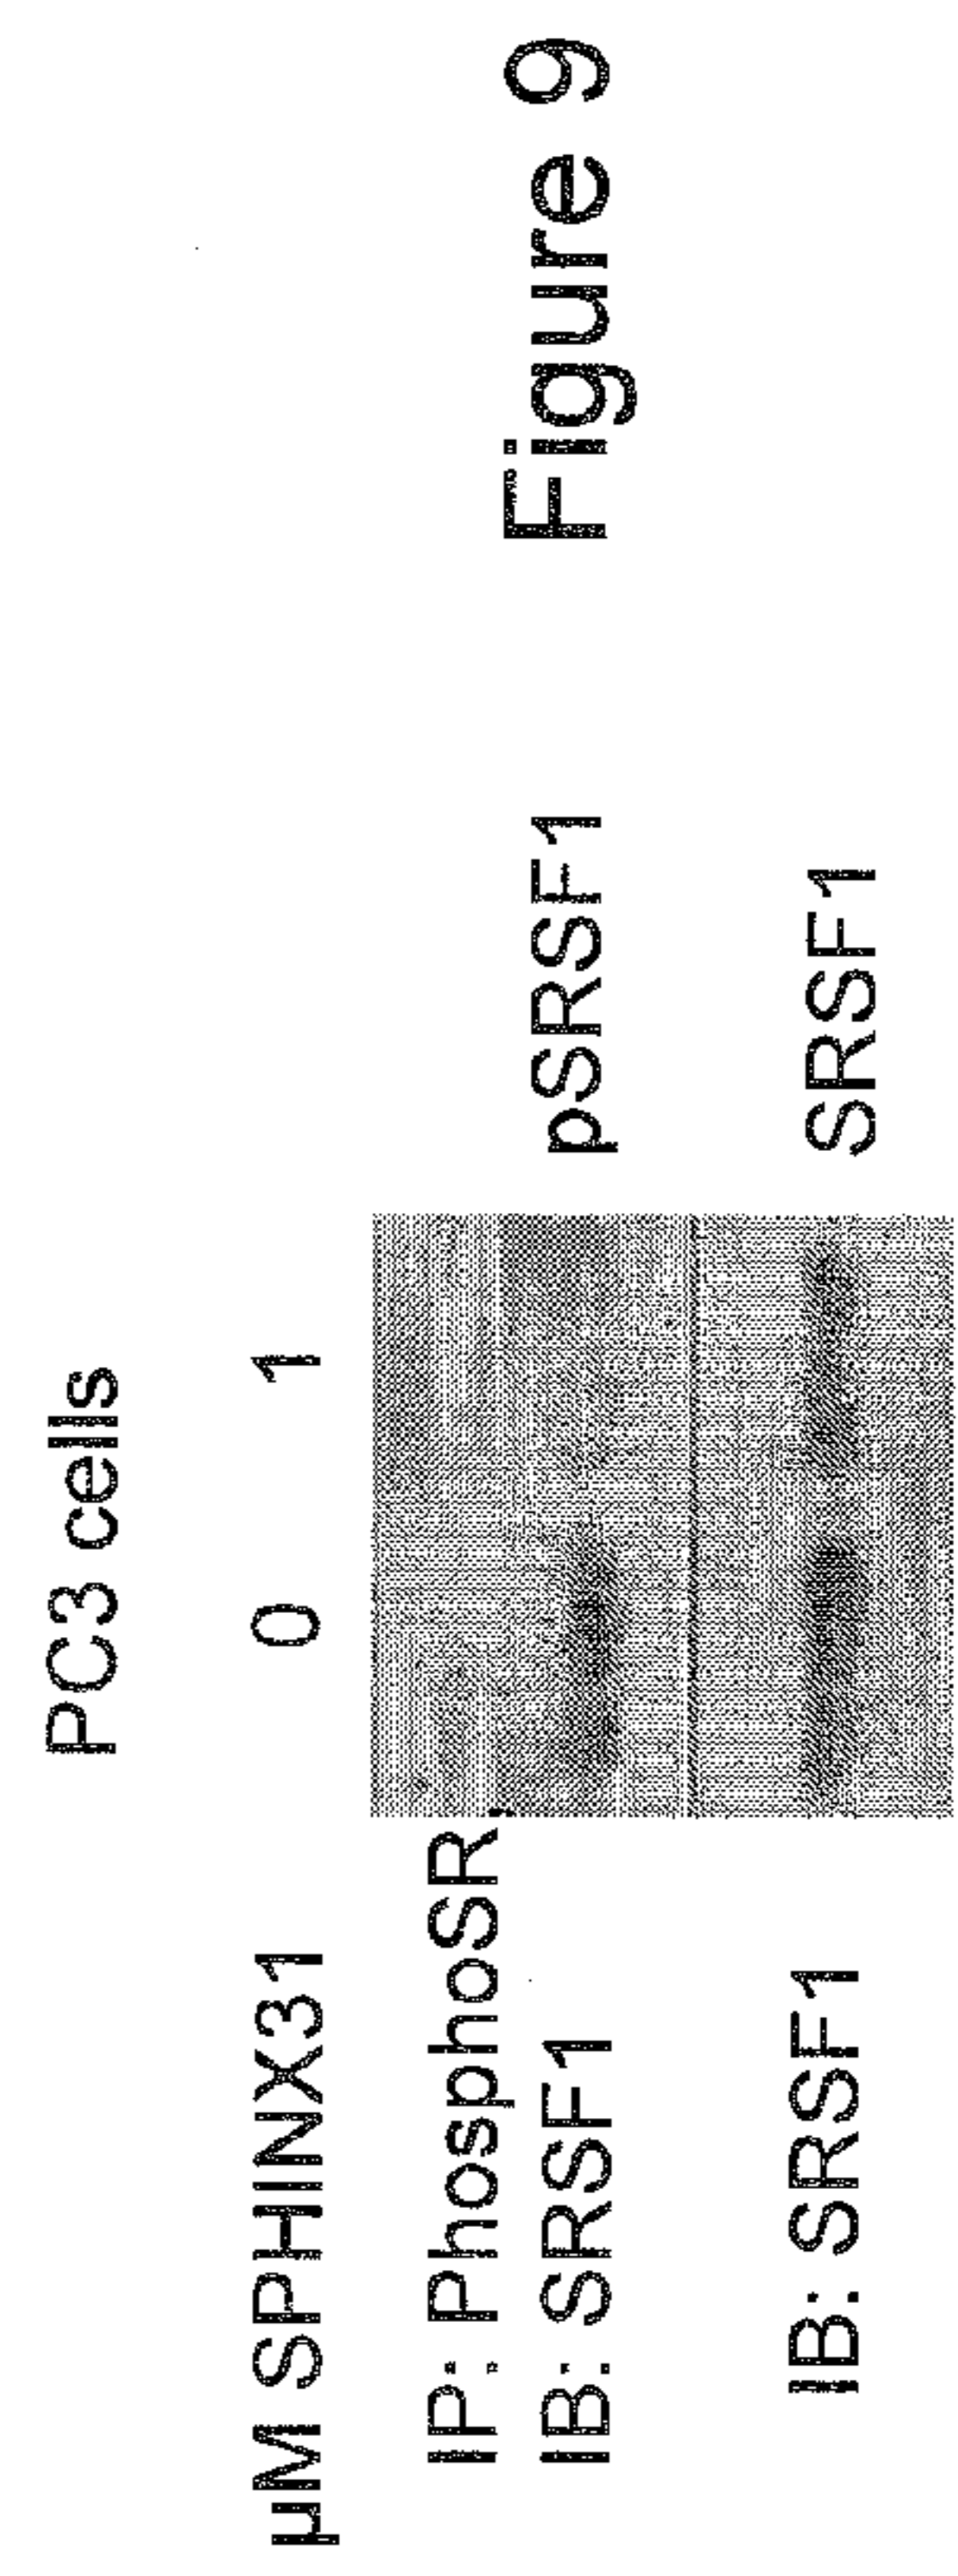 PC3 cells
µM SPHINX31 0 1
IP: PhosphoSR,
IB: SRSF1 pSRSF1
IB: SRSF1 SRSF1
Figure 9